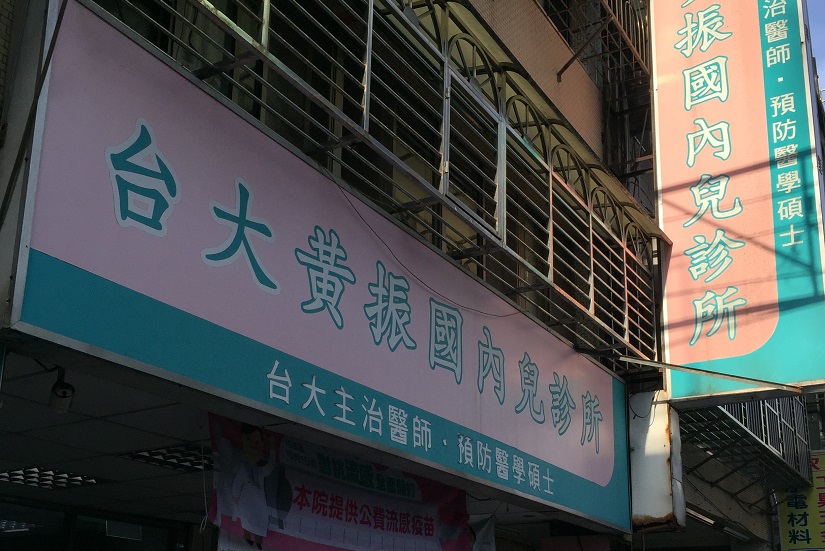 台大黃振國內兒診所
台大主治醫師·預防醫學碩士
振國內兒診所
治醫師·預防醫學碩士
本院提供公費流感疫苗
電材料